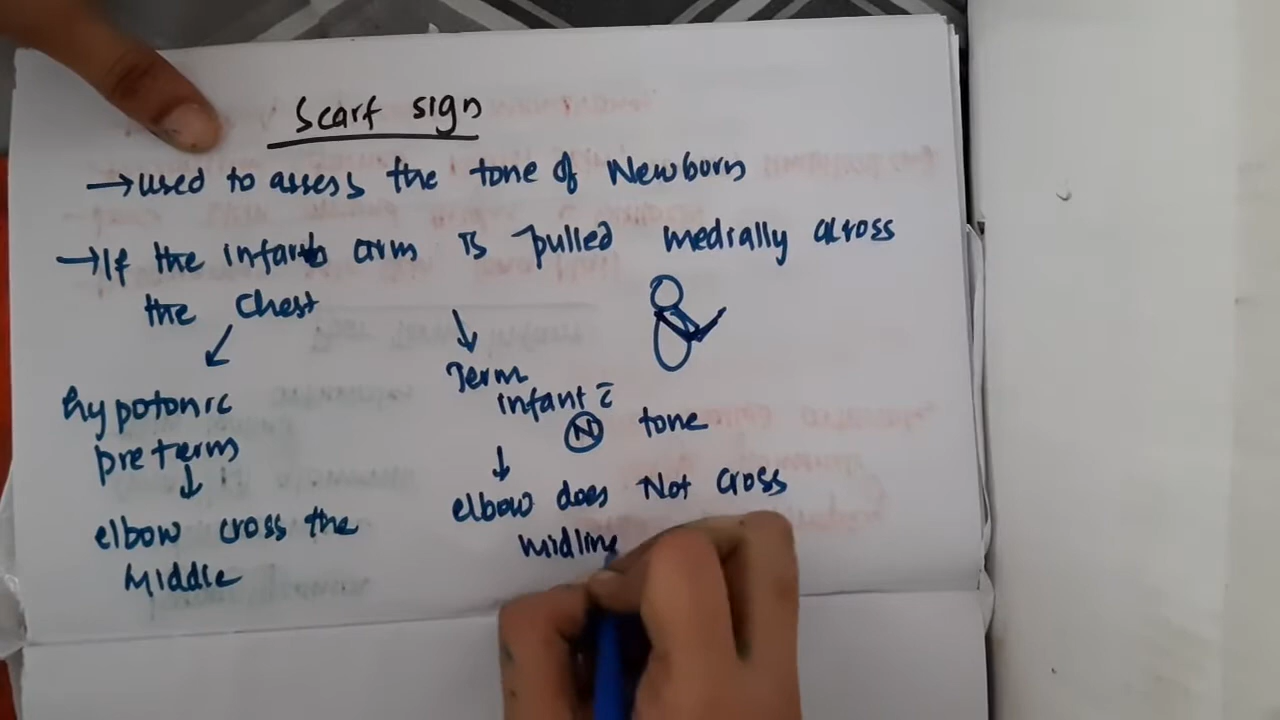 Scarf sign
→ used to assess the tone of Newborn
→ If the infants arm is pulled medially across
the chest
hypotonic
preterm
↓
elbow cross the
Middle
Term
infant c̄
Ⓝ tone
↓
elbow does Not cross
midline